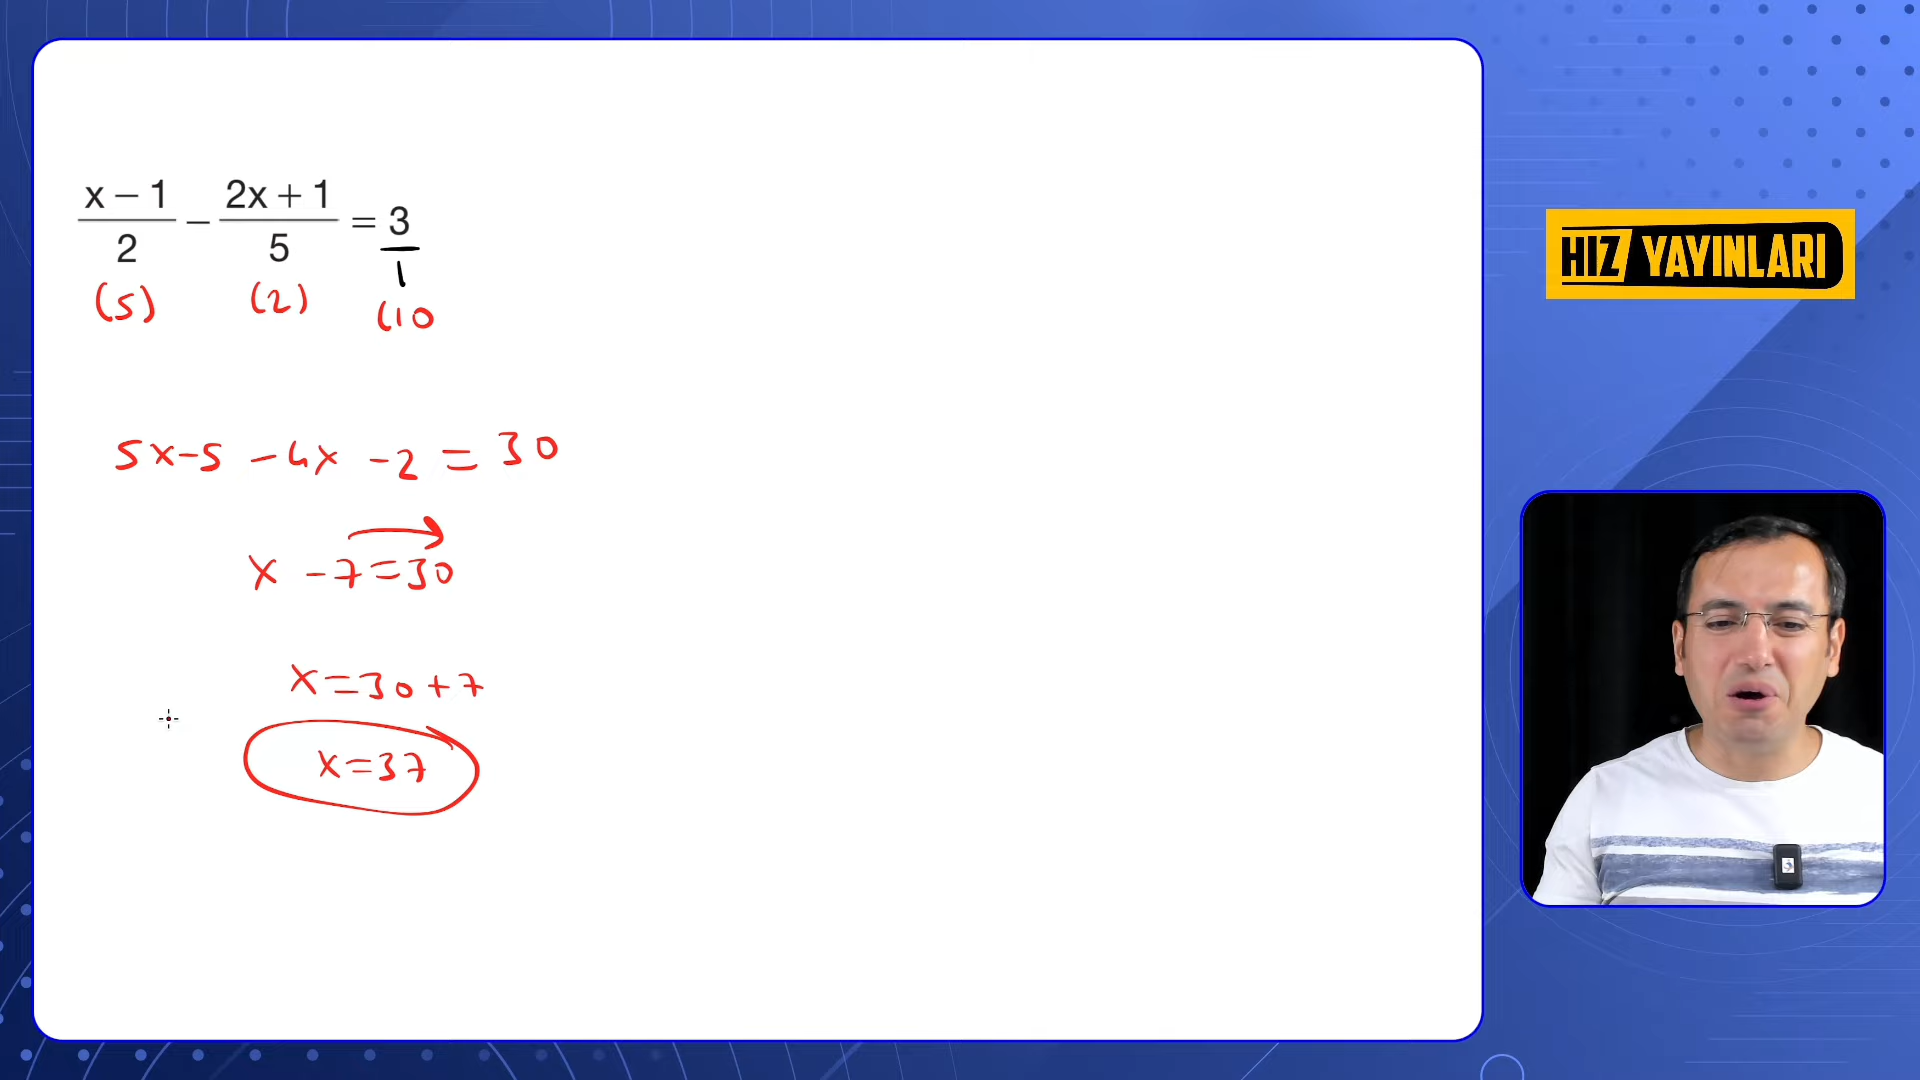 x − 1 / 2 − 2x + 1 / 5 = 3 / 1
(5) (2) (10
5x-5 -4x -2 = 30
x -7=30
x=30+7
x=37
HIZ YAYINLARI